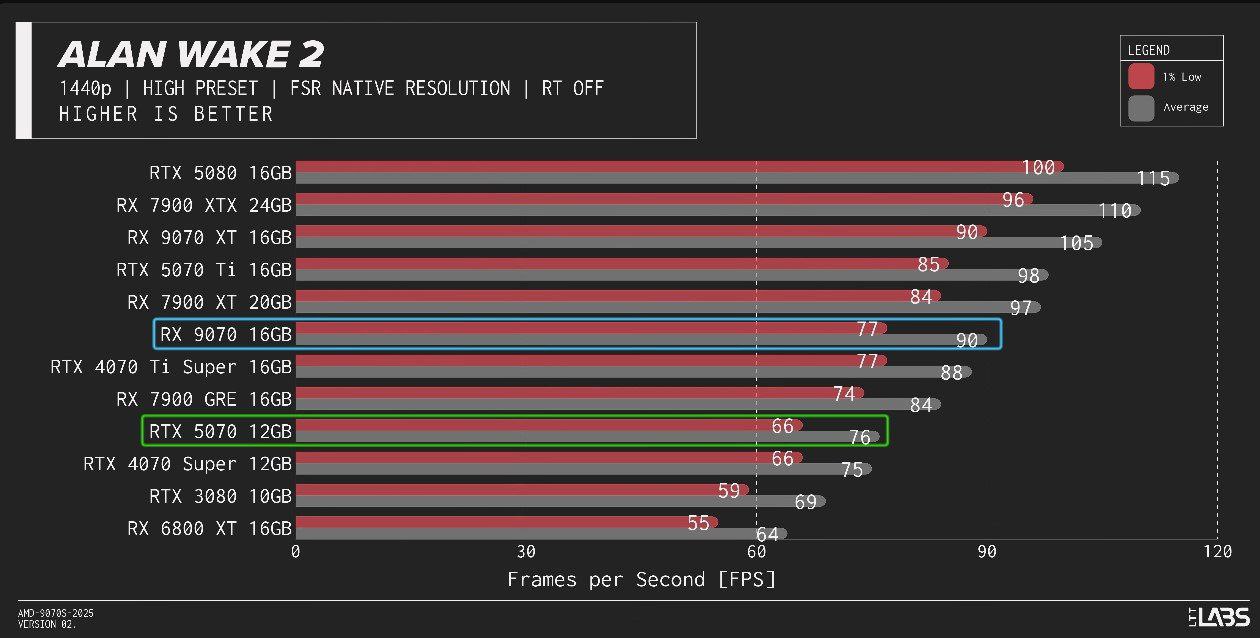 ALAN WAKE 2
1440p | HIGH PRESET | FSR NATIVE RESOLUTION | RT OFF
HIGHER IS BETTER
LEGEND
1% Low
Average
RTX 5080 16GB 100 115
RX 7900 XTX 24GB 96 110
RX 9070 XT 16GB 90 105
RTX 5070 Ti 16GB 85 98
RX 7900 XT 20GB 84 97
RX 9070 16GB 77 90
RTX 4070 Ti Super 16GB 77 88
RX 7900 GRE 16GB 74 84
RTX 5070 12GB 66 76
RTX 4070 Super 12GB 66 75
RTX 3080 10GB 59 69
RX 6800 XT 16GB 55 64
0 30 60 90 120
Frames per Second [FPS]
AMD-9070S-2025
VERSION 02.
LTT LABS